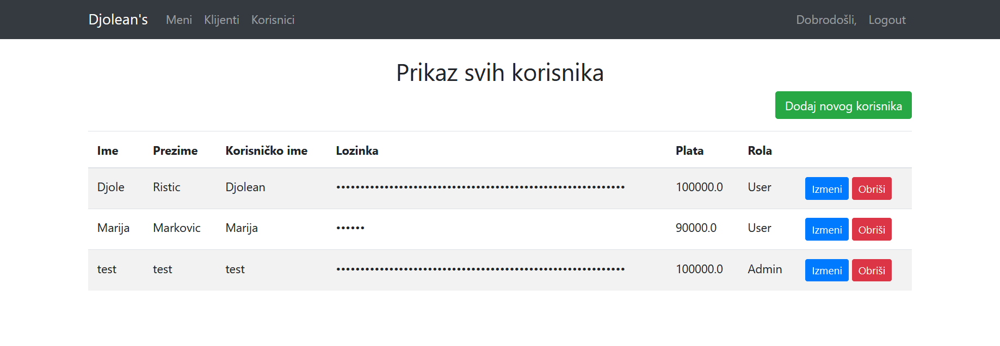 Djolean's Meni Klijenti Korisnici Dobrodošli, Logout
Prikaz svih korisnika
Dodaj novog korisnika
Ime Prezime Korisničko ime Lozinka Plata Rola
Djole Ristic Djolean •••••••••••••••••••••••••••••••••••••••••••••••••••••••••••• 100000.0 User Izmeni Obriši
Marija Markovic Marija •••••• 90000.0 User Izmeni Obriši
test test test •••••••••••••••••••••••••••••••••••••••••••••••••••••••••••• 100000.0 Admin Izmeni Obriši